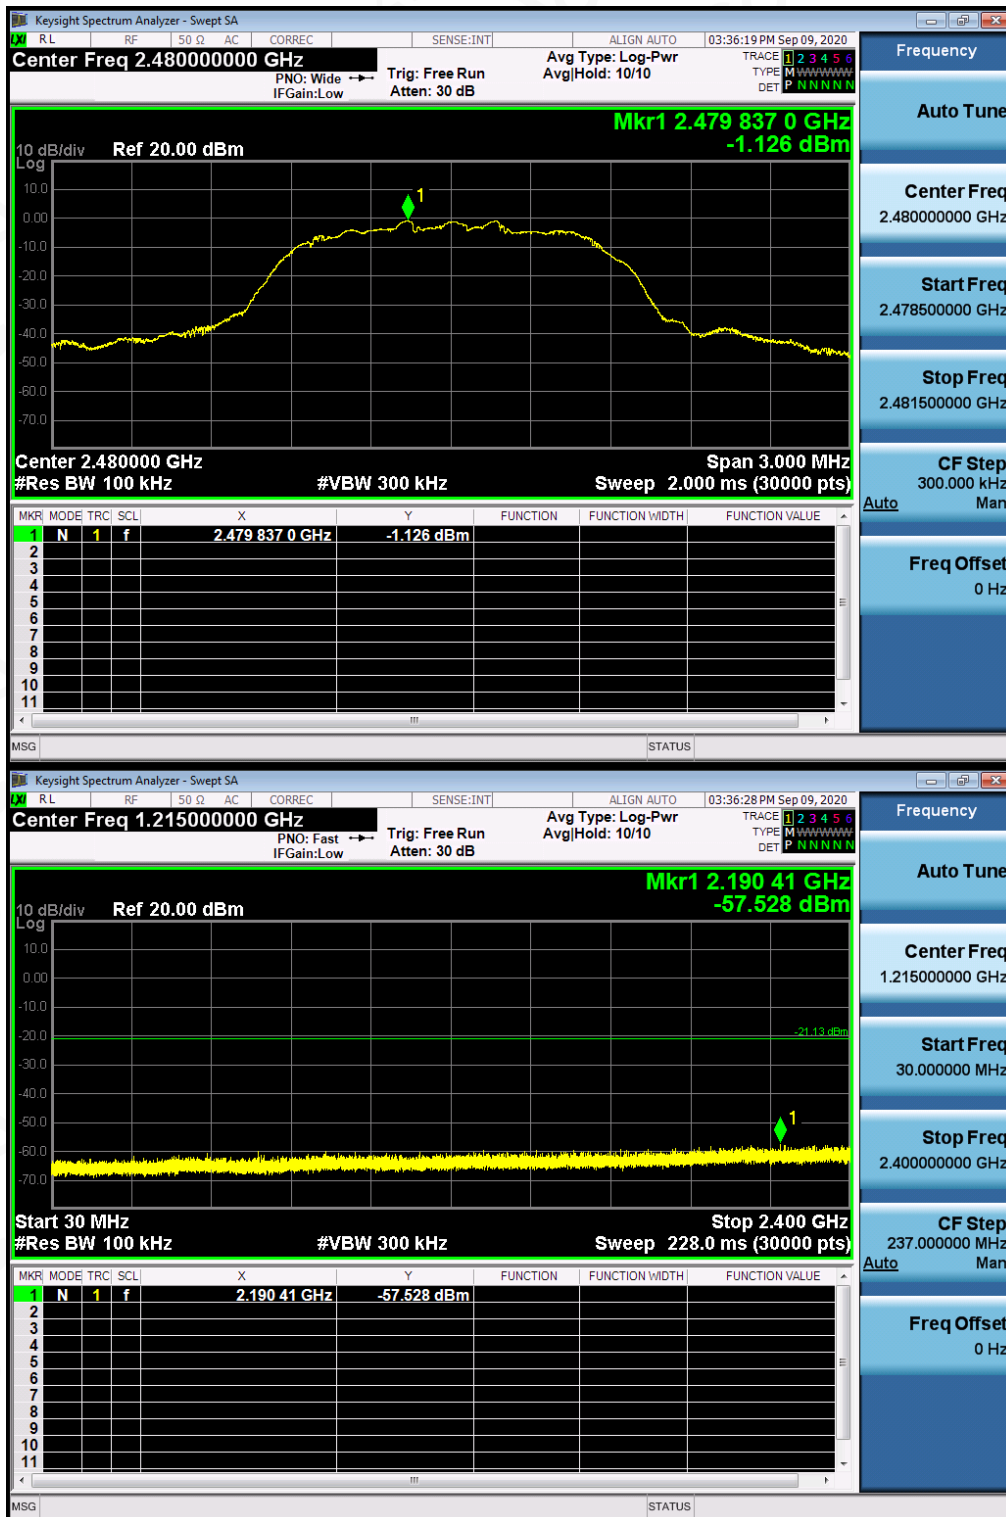 Keysight Spectrum Analyzer - Swept SA
LXI RL RF 50 Ω AC CORREC SENSE:INT ALIGN AUTO 03:36:19 PM Sep 09, 2020
Center Freq 2.480000000 GHz
PNO: Wide
IFGain:Low
Trig: Free Run
Atten: 30 dB
Avg Type: Log-Pwr
Avg|Hold: 10/10
TRACE 1 2 3 4 5 6
TYPE M WWWWW
DET P N N N N N
Mkr1 2.479 837 0 GHz
-1.126 dBm
10 dB/div Ref 20.00 dBm
Log
10.0
0.00
-10.0
-20.0
-30.0
-40.0
-50.0
-60.0
-70.0
1
Center 2.480000 GHz Span 3.000 MHz
#Res BW 100 kHz #VBW 300 kHz Sweep 2.000 ms (30000 pts)
MKR MODE TRC SCL X Y FUNCTION FUNCTION WIDTH FUNCTION VALUE
1 N 1 f 2.479 837 0 GHz -1.126 dBm
2
3
4
5
6
7
8
9
10
11
MSG STATUS
Frequency
Auto Tune
Center Freq
2.480000000 GHz
Start Freq
2.478500000 GHz
Stop Freq
2.481500000 GHz
CF Step
300.000 kHz
Auto Man
Freq Offset
0 Hz
Keysight Spectrum Analyzer - Swept SA
LXI RL RF 50 Ω AC CORREC SENSE:INT ALIGN AUTO 03:36:28 PM Sep 09, 2020
Center Freq 1.215000000 GHz
PNO: Fast
IFGain:Low
Trig: Free Run
Atten: 30 dB
Avg Type: Log-Pwr
Avg|Hold: 10/10
TRACE 1 2 3 4 5 6
TYPE M WWWWW
DET P N N N N N
Mkr1 2.190 41 GHz
-57.528 dBm
10 dB/div Ref 20.00 dBm
Log
10.0
0.00
-10.0
-20.0
-30.0
-40.0
-50.0
-60.0
-70.0
-21.13 dBm
1
Start 30 MHz Stop 2.400 GHz
#Res BW 100 kHz #VBW 300 kHz Sweep 228.0 ms (30000 pts)
MKR MODE TRC SCL X Y FUNCTION FUNCTION WIDTH FUNCTION VALUE
1 N 1 f 2.190 41 GHz -57.528 dBm
2
3
4
5
6
7
8
9
10
11
MSG STATUS
Frequency
Auto Tune
Center Freq
1.215000000 GHz
Start Freq
30.000000 MHz
Stop Freq
2.400000000 GHz
CF Step
237.000000 MHz
Auto Man
Freq Offset
0 Hz